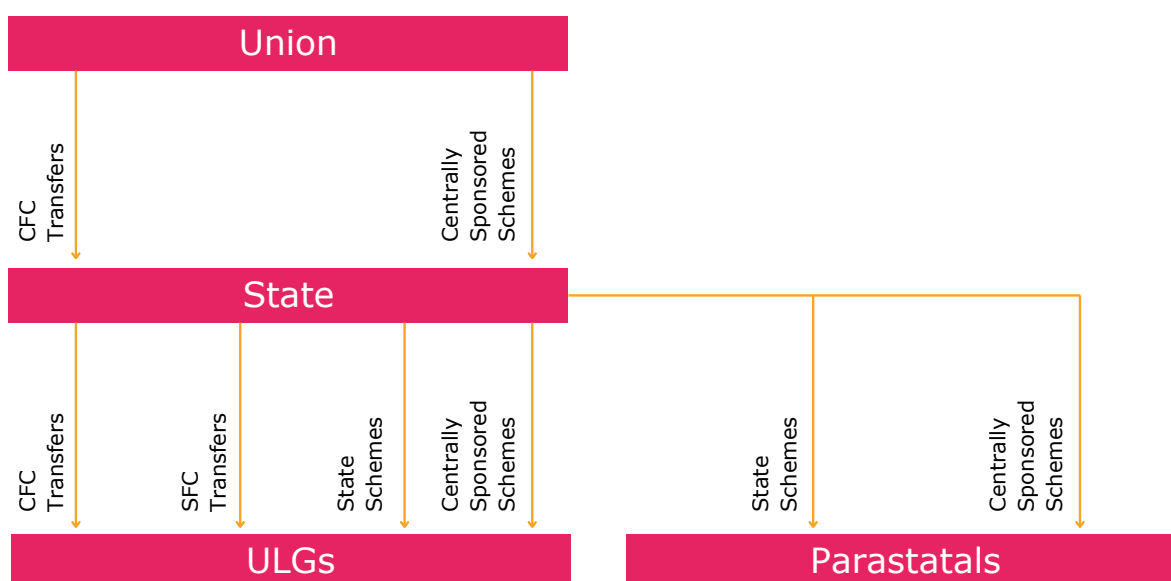 Union
CFC
Transfers
Centrally
Sponsored
Schemes
State
CFC
Transfers
SFC
Transfers
State
Schemes
Centrally
Sponsored
Schemes
State
Schemes
Centrally
Sponsored
Schemes
ULGs
Parastatals